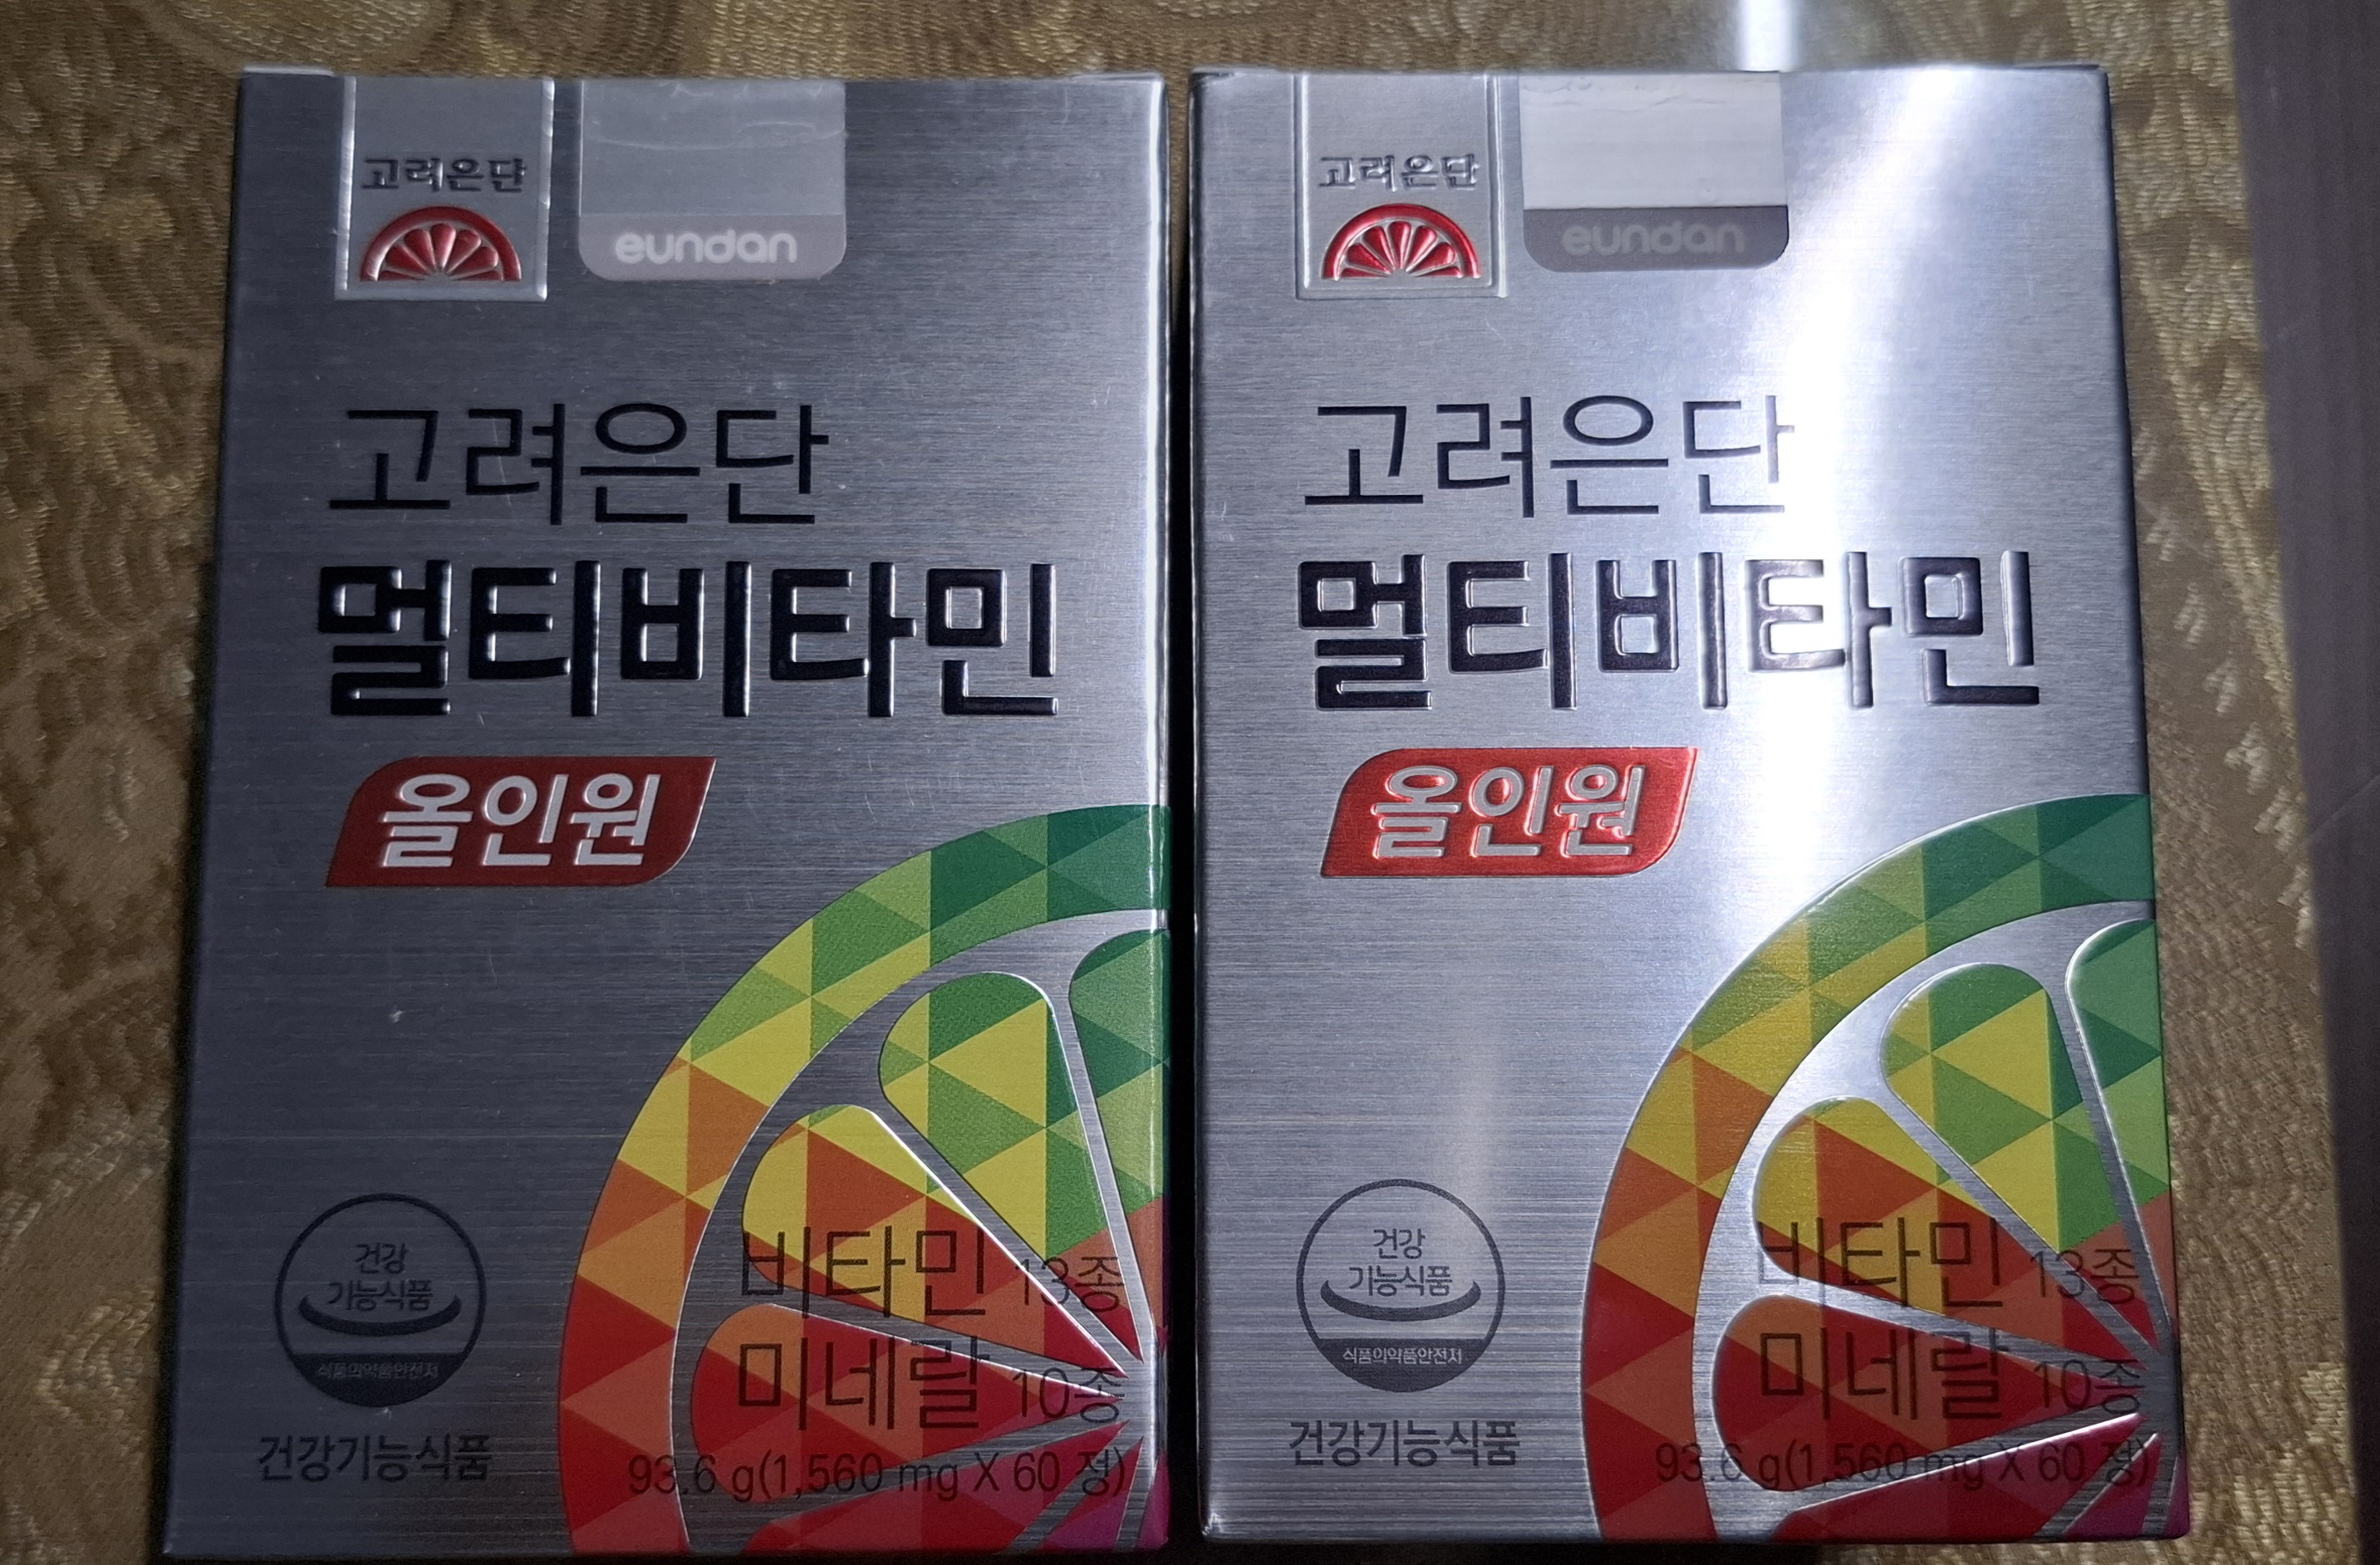 고려은단
eundan
고려은단
멀티비타민
올인원
건강
기능식품
식품의약품안전처
건강기능식품
비타민 13종
미네랄 10종
93.6 g(1,560 mg X 60 정)
고려은단
eundan
고려은단
멀티비타민
올인원
건강
기능식품
식품의약품안전처
건강기능식품
비타민 13종
미네랄 10종
93.6 g(1,560 mg X 60 정)